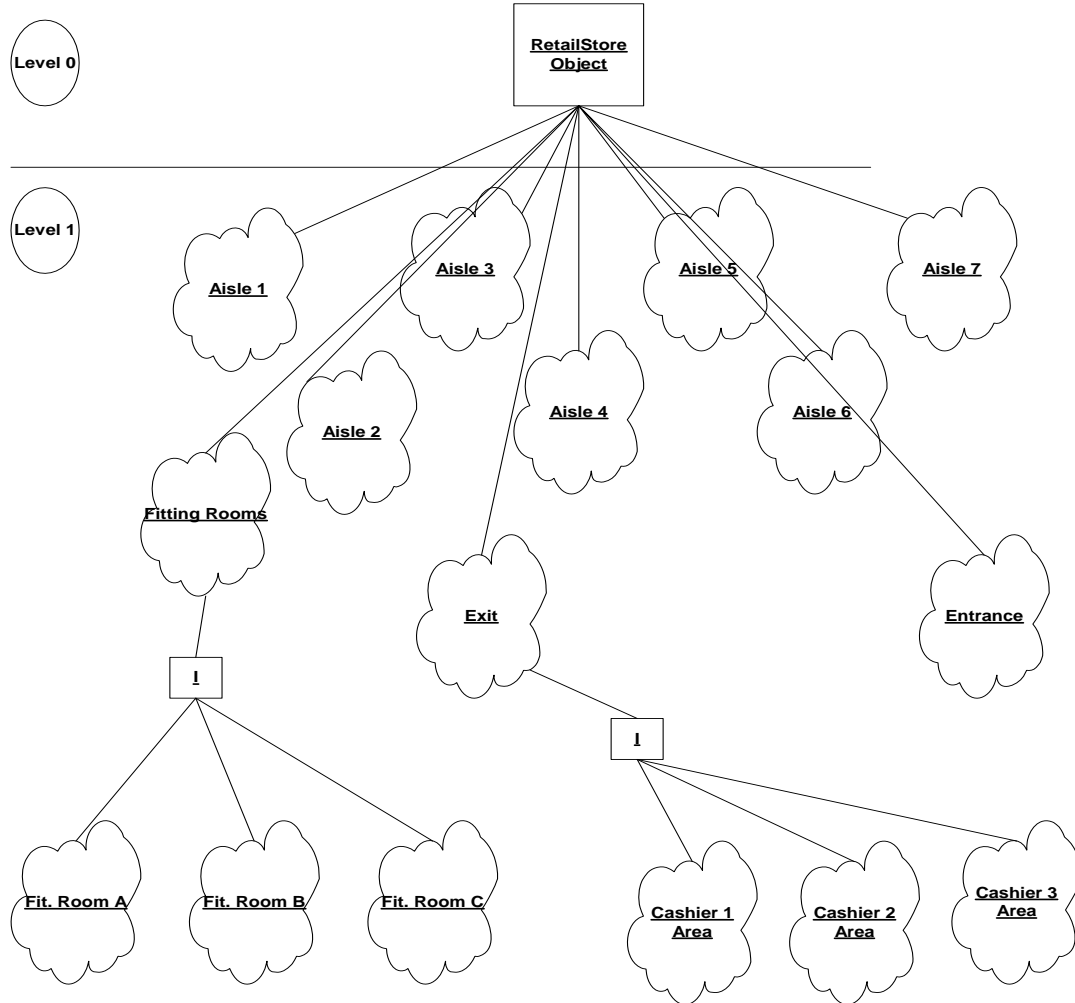 Level 0
RetailStore
Object
Level 1
Aisle 1
Aisle 3
Aisle 5
Aisle 7
Aisle 2
Aisle 4
Aisle 6
Fitting Rooms
Exit
Entrance
I
I
Fit. Room A
Fit. Room B
Fit. Room C
Cashier 1
Area
Cashier 2
Area
Cashier 3
Area